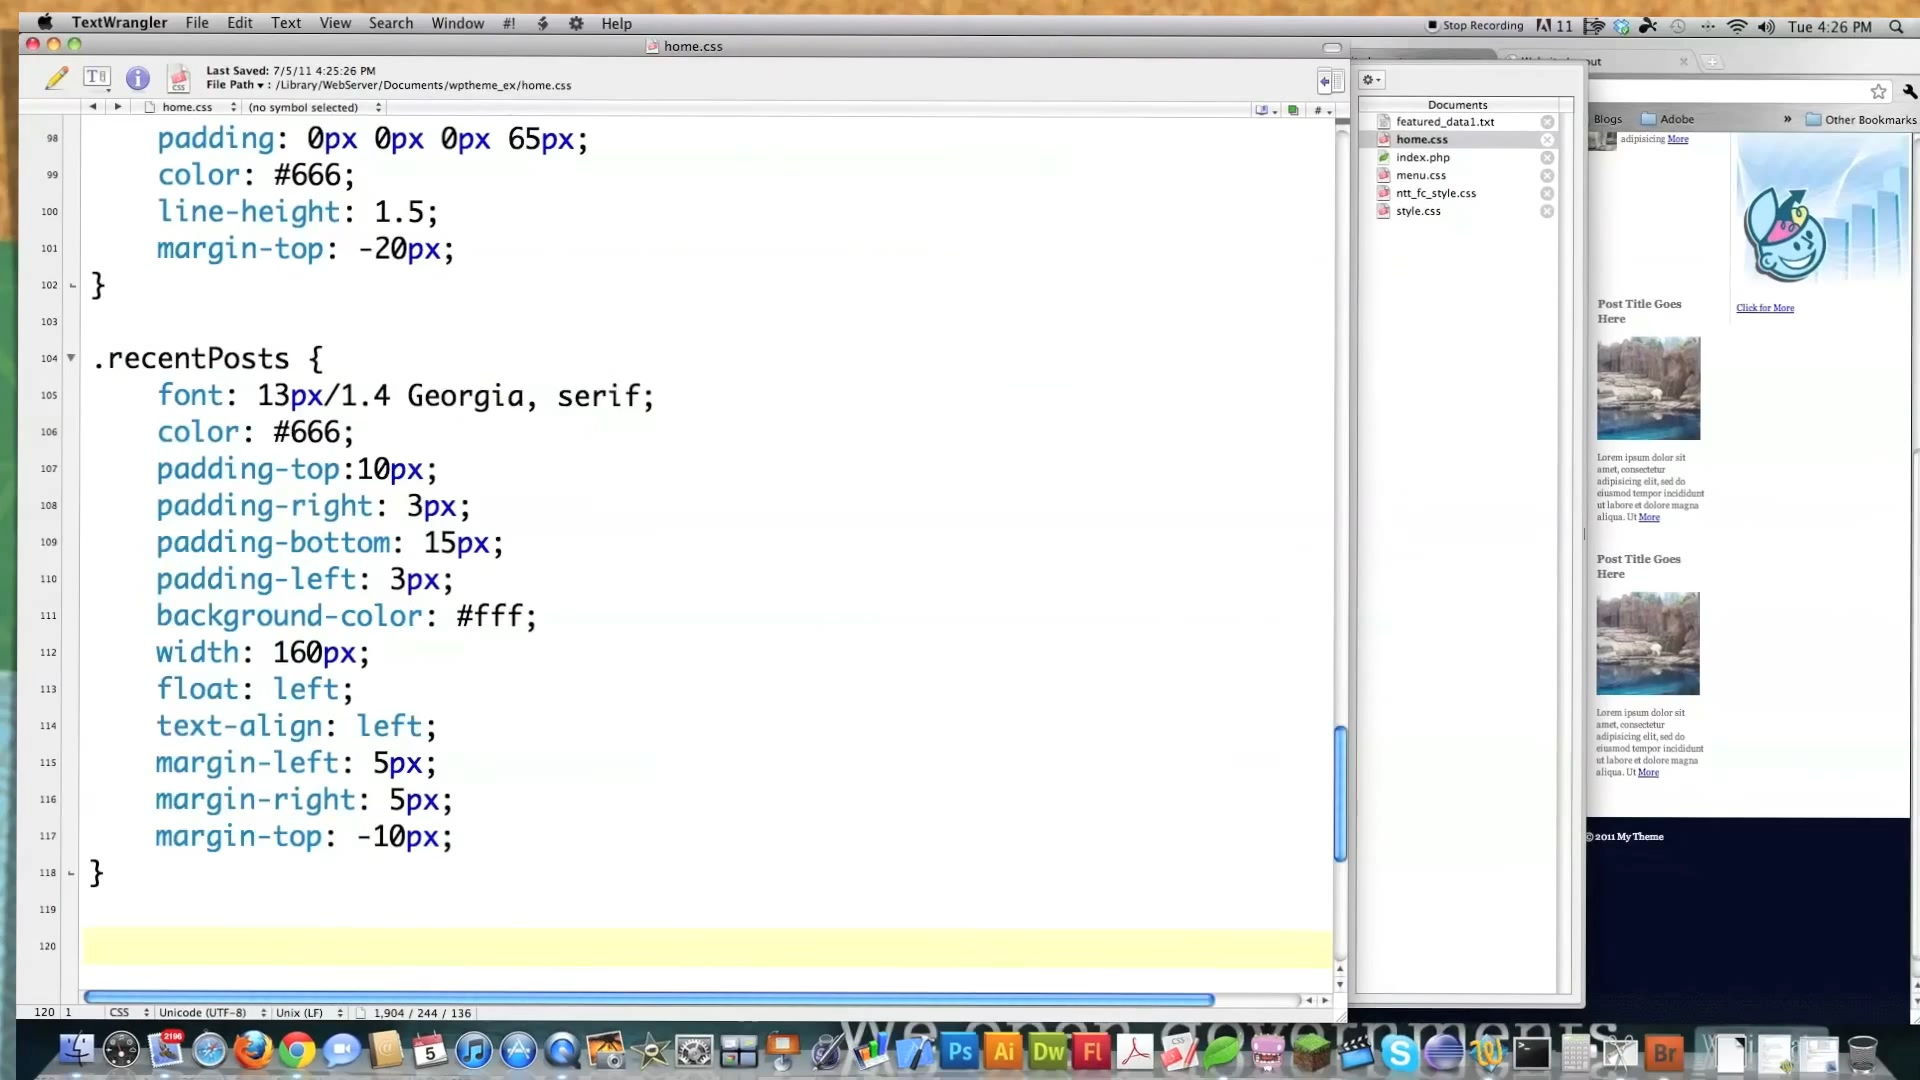 TextWrangler File Edit Text View Search Window #! Help
Stop Recording 11 Tue 4:26 PM
home.css
Last Saved: 7/5/11 4:25:26 PM
File Path ▾ : /Library/WebServer/Documents/wptheme_ex/home.css
home.css (no symbol selected)
98 padding: 0px 0px 0px 65px;
99 color: #666;
100 line-height: 1.5;
101 margin-top: -20px;
102 }
103
104 .recentPosts {
105 font: 13px/1.4 Georgia, serif;
106 color: #666;
107 padding-top:10px;
108 padding-right: 3px;
109 padding-bottom: 15px;
110 padding-left: 3px;
111 background-color: #fff;
112 width: 160px;
113 float: left;
114 text-align: left;
115 margin-left: 5px;
116 margin-right: 5px;
117 margin-top: -10px;
118 }
119
120
120 1 CSS Unicode (UTF-8) Unix (LF) 1,904 / 244 / 136
Documents
featured_data1.txt
home.css
index.php
menu.css
ntt_fc_style.css
style.css
Blogs Adobe » Other Bookmarks
adipisicing More
Click for More
Post Title Goes
Here
Lorem ipsum dolor sit
amet, consectetur
adipisicing elit, sed do
eiusmod tempor incididunt
ut labore et dolore magna
aliqua. Ut More
Post Title Goes
Here
Lorem ipsum dolor sit
amet, consectetur
adipisicing elit, sed do
eiusmod tempor incididunt
ut labore et dolore magna
aliqua. Ut More
© 2011 My Theme
2196 5 Ps Ai Dw Fl CSS S Br